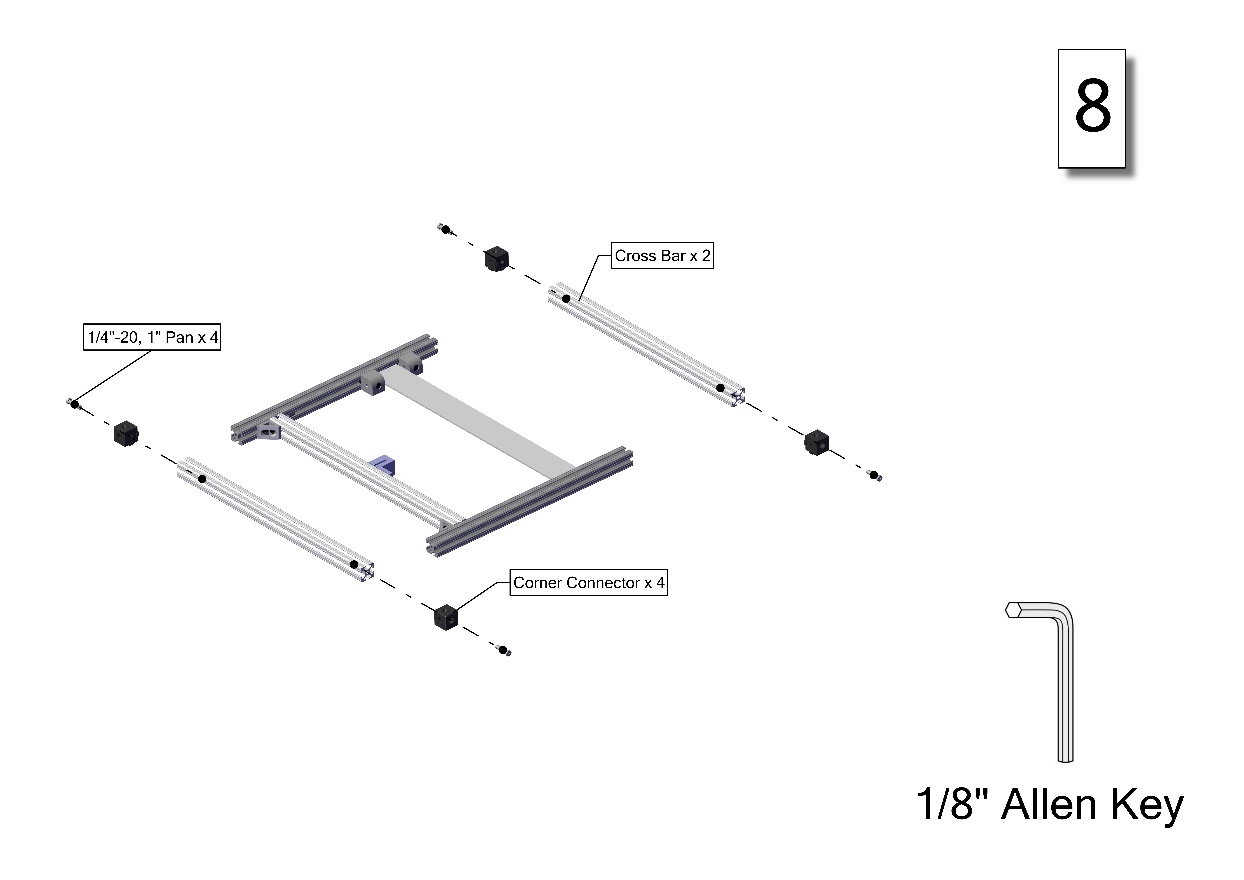 8
Cross Bar x 2
1/4"-20, 1" Pan x 4
Corner Connector x 4
1/8" Allen Key